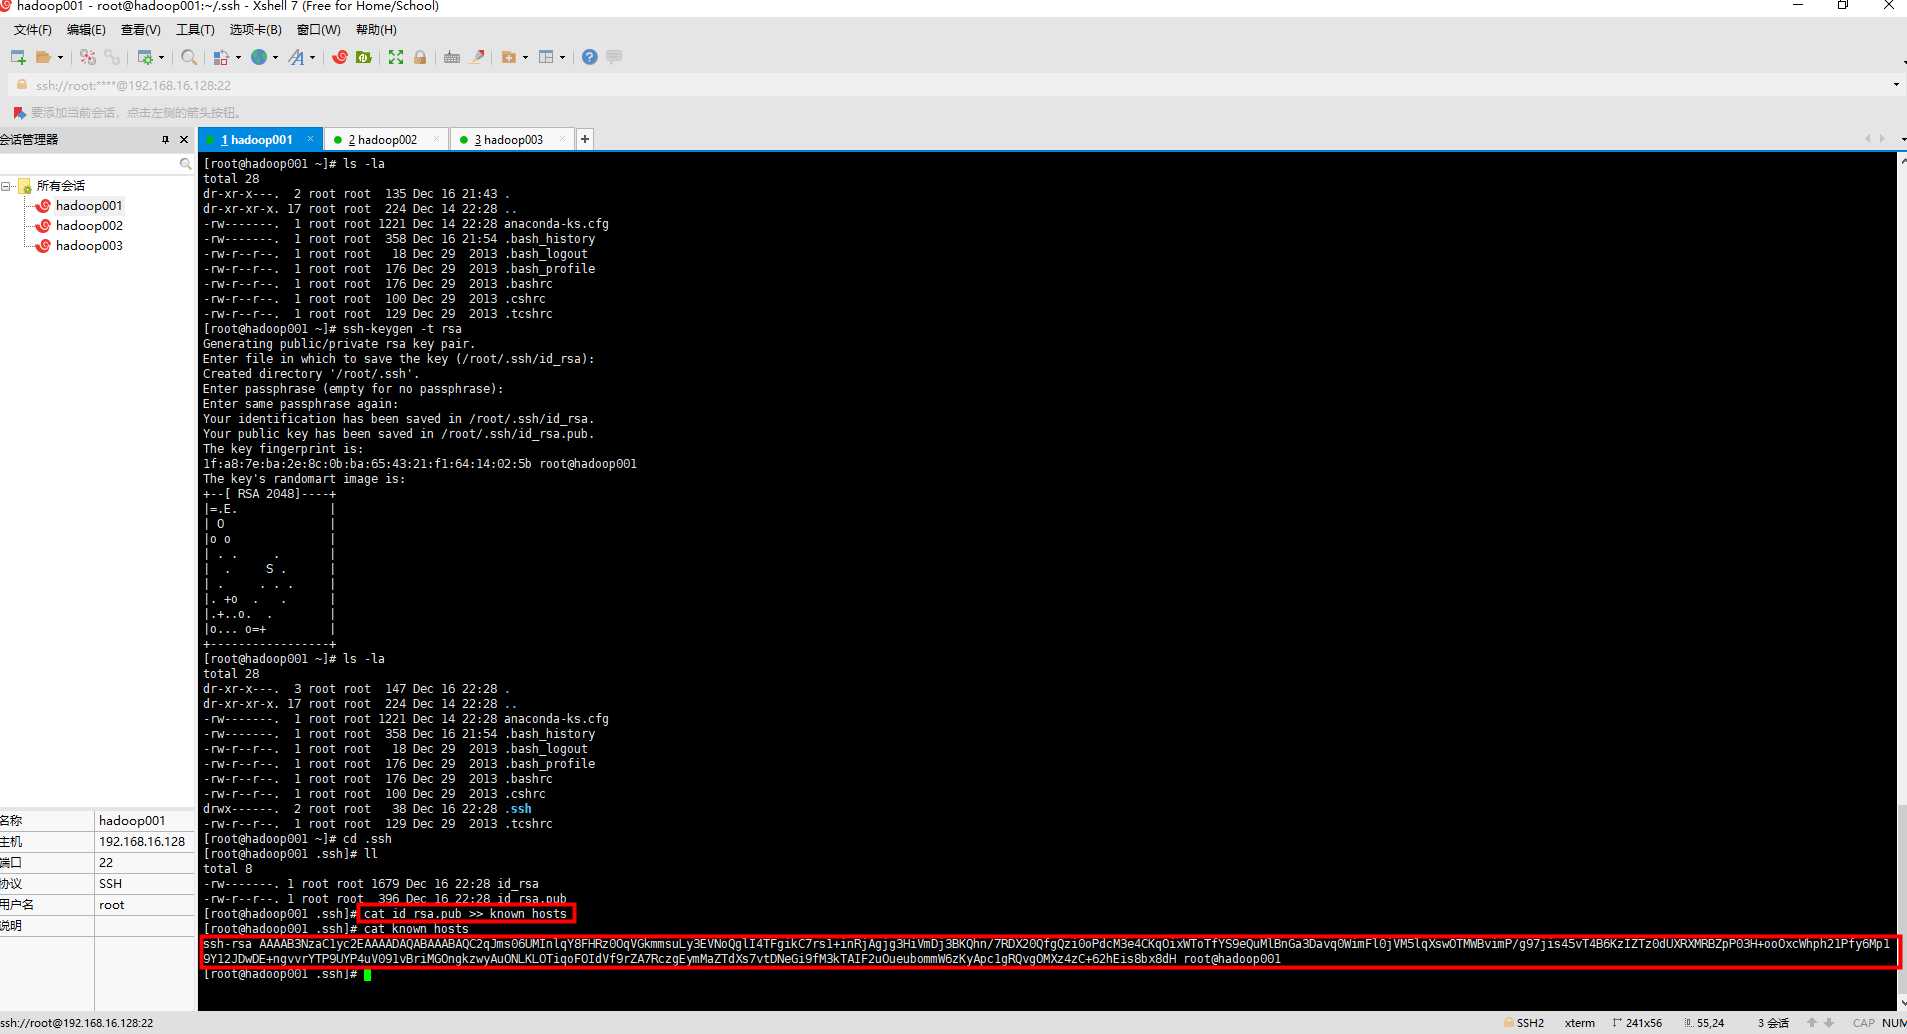 hadoop001 - root@hadoop001:~/.ssh - Xshell 7 (Free for Home/School)
文件(F) 编辑(E) 查看(V) 工具(T) 选项卡(B) 窗口(W) 帮助(H)
ssh://root:****@192.168.16.128:22
要添加当前会话，点击左侧的箭头按钮。
会话管理器
所有会话
hadoop001
hadoop002
hadoop003
名称 hadoop001
主机 192.168.16.128
端口 22
协议 SSH
用户名 root
说明
1 hadoop001 × 2 hadoop002 × 3 hadoop003 × +
[root@hadoop001 ~]# ls -la
total 28
dr-xr-x---. 2 root root 135 Dec 16 21:43 .
dr-xr-xr-x. 17 root root 224 Dec 14 22:28 ..
-rw-------. 1 root root 1221 Dec 14 22:28 anaconda-ks.cfg
-rw-------. 1 root root 358 Dec 16 21:54 .bash_history
-rw-r--r--. 1 root root 18 Dec 29 2013 .bash_logout
-rw-r--r--. 1 root root 176 Dec 29 2013 .bash_profile
-rw-r--r--. 1 root root 176 Dec 29 2013 .bashrc
-rw-r--r--. 1 root root 100 Dec 29 2013 .cshrc
-rw-r--r--. 1 root root 129 Dec 29 2013 .tcshrc
[root@hadoop001 ~]# ssh-keygen -t rsa
Generating public/private rsa key pair.
Enter file in which to save the key (/root/.ssh/id_rsa):
Created directory '/root/.ssh'.
Enter passphrase (empty for no passphrase):
Enter same passphrase again:
Your identification has been saved in /root/.ssh/id_rsa.
Your public key has been saved in /root/.ssh/id_rsa.pub.
The key fingerprint is:
1f:a8:7e:ba:2e:8c:0b:ba:65:43:21:f1:64:14:02:5b root@hadoop001
The key's randomart image is:
+--[ RSA 2048]----+
|=.E.             |
| O               |
|o o              |
| . .     .       |
|  .     S .      |
| .     . . .     |
|. +o  .   .      |
|.+..o.  .        |
|o... o=+         |
+-----------------+
[root@hadoop001 ~]# ls -la
total 28
dr-xr-x---. 3 root root 147 Dec 16 22:28 .
dr-xr-xr-x. 17 root root 224 Dec 14 22:28 ..
-rw-------. 1 root root 1221 Dec 14 22:28 anaconda-ks.cfg
-rw-------. 1 root root 358 Dec 16 21:54 .bash_history
-rw-r--r--. 1 root root 18 Dec 29 2013 .bash_logout
-rw-r--r--. 1 root root 176 Dec 29 2013 .bash_profile
-rw-r--r--. 1 root root 176 Dec 29 2013 .bashrc
-rw-r--r--. 1 root root 100 Dec 29 2013 .cshrc
drwx------. 2 root root 38 Dec 16 22:28 .ssh
-rw-r--r--. 1 root root 129 Dec 29 2013 .tcshrc
[root@hadoop001 ~]# cd .ssh
[root@hadoop001 .ssh]# ll
total 8
-rw-------. 1 root root 1679 Dec 16 22:28 id_rsa
-rw-r--r--. 1 root root 396 Dec 16 22:28 id_rsa.pub
[root@hadoop001 .ssh]# cat id_rsa.pub >> known_hosts
[root@hadoop001 .ssh]# cat known_hosts
ssh-rsa
root@hadoop001
[root@hadoop001 .ssh]#
ssh://root@192.168.16.128:22 SSH2 xterm 241x56 55,24 3 会话 CAP NUM